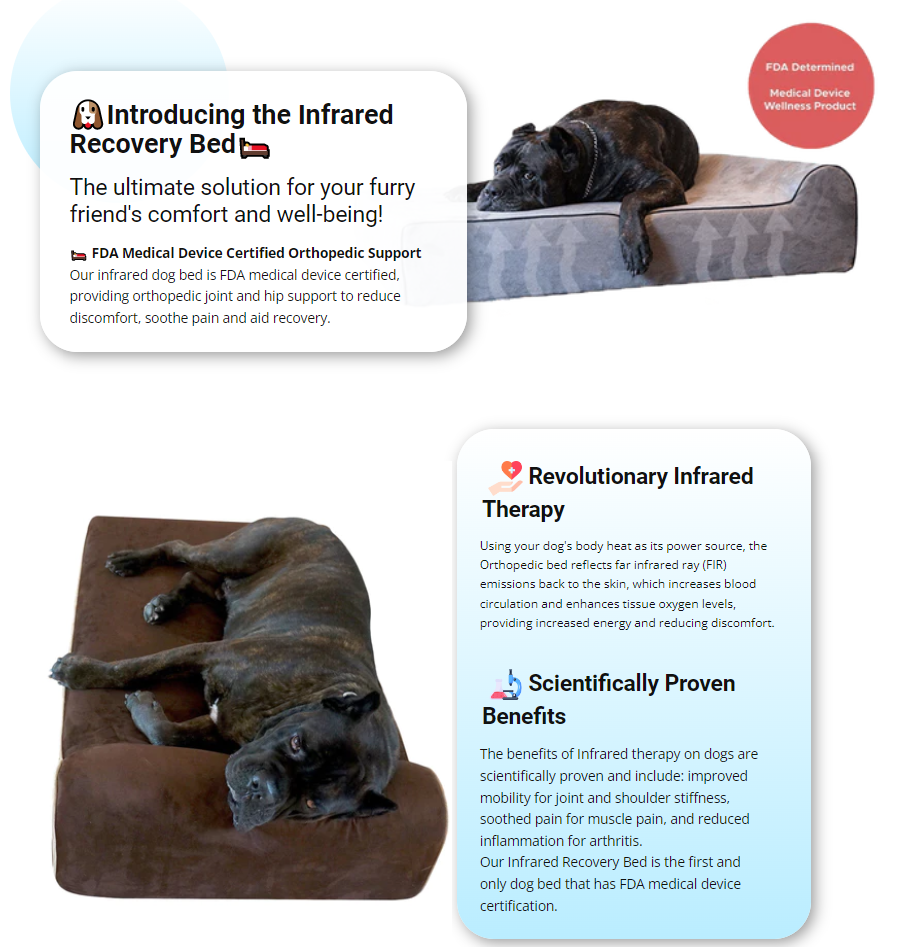 Introducing the Infrared
Recovery Bed
The ultimate solution for your furry
friend's comfort and well-being!
FDA Medical Device Certified Orthopedic Support
Our infrared dog bed is FDA medical device certified,
providing orthopedic joint and hip support to reduce
discomfort, soothe pain and aid recovery.
FDA Determined
Medical Device
Wellness Product
Revolutionary Infrared
Therapy
Using your dog's body heat as its power source, the
Orthopedic bed reflects far infrared ray (FIR)
emissions back to the skin, which increases blood
circulation and enhances tissue oxygen levels,
providing increased energy and reducing discomfort.
Scientifically Proven
Benefits
The benefits of Infrared therapy on dogs are
scientifically proven and include: improved
mobility for joint and shoulder stiffness,
soothed pain for muscle pain, and reduced
inflammation for arthritis.
Our Infrared Recovery Bed is the first and
only dog bed that has FDA medical device
certification.